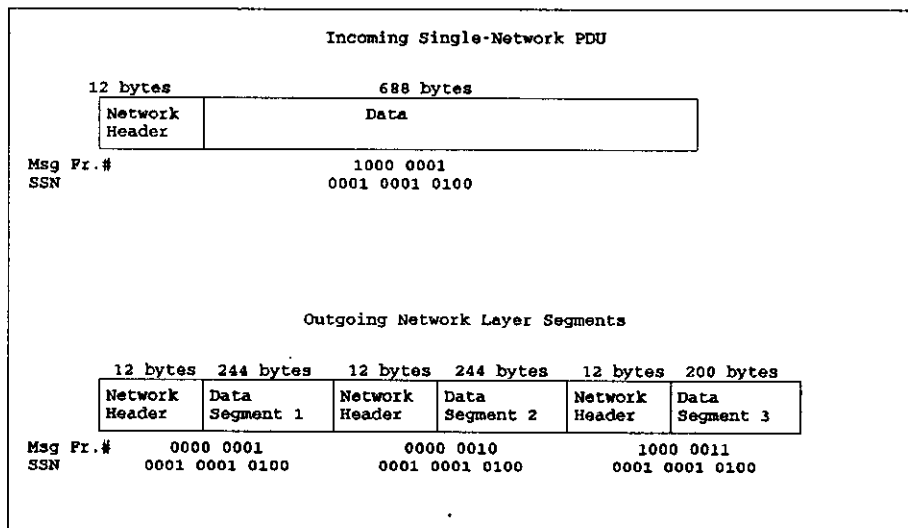 Incoming Single-Network PDU
12 bytes 688 bytes
Network Header Data
Msg Fr.# 1000 0001
SSN 0001 0001 0100
Outgoing Network Layer Segments
12 bytes 244 bytes 12 bytes 244 bytes 12 bytes 200 bytes
Network Data Network Data Network Data
Header Segment 1 Header Segment 2 Header Segment 3
Msg Fr.# 0000 0001 0000 0010 1000 0011
SSN 0001 0001 0100 0001 0001 0100 0001 0001 0100